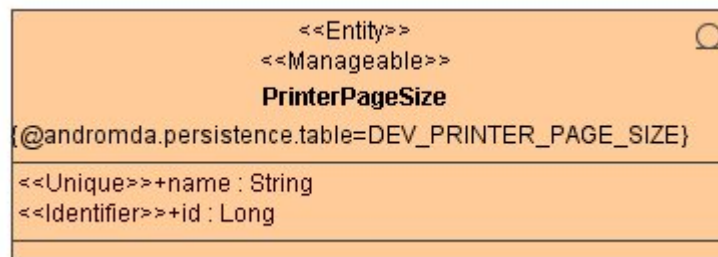 <<Entity>>
<<Manageable>>
PrinterPageSize
{@andromda.persistence.table=DEV_PRINTER_PAGE_SIZE}
<<Unique>>+name : String
<<Identifier>>+id : Long